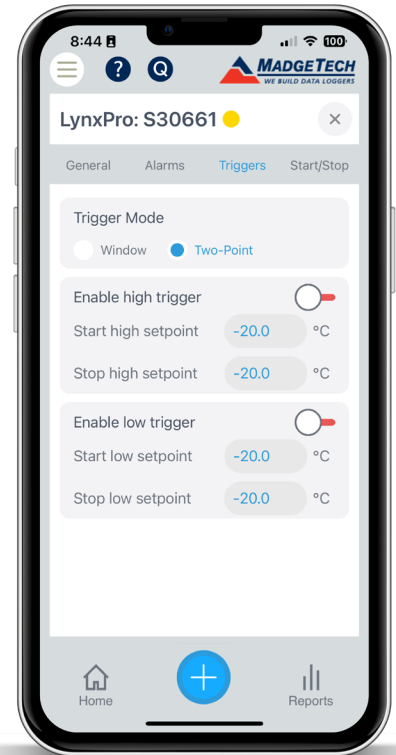 8:44
100
? Q MADGETECH
WE BUILD DATA LOGGERS
LynxPro: S30661
General Alarms Triggers Start/Stop
Trigger Mode
Window Two-Point
Enable high trigger
Start high setpoint -20.0 °C
Stop high setpoint -20.0 °C
Enable low trigger
Start low setpoint -20.0 °C
Stop low setpoint -20.0 °C
Home Reports